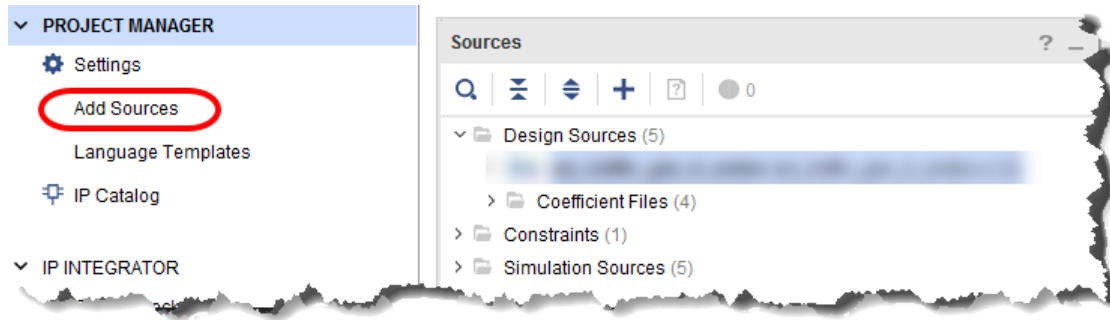 PROJECT MANAGER
Settings
Add Sources
Language Templates
IP Catalog
IP INTEGRATOR
Sources
?
0
Design Sources (5)
Coefficient Files (4)
Constraints (1)
Simulation Sources (5)